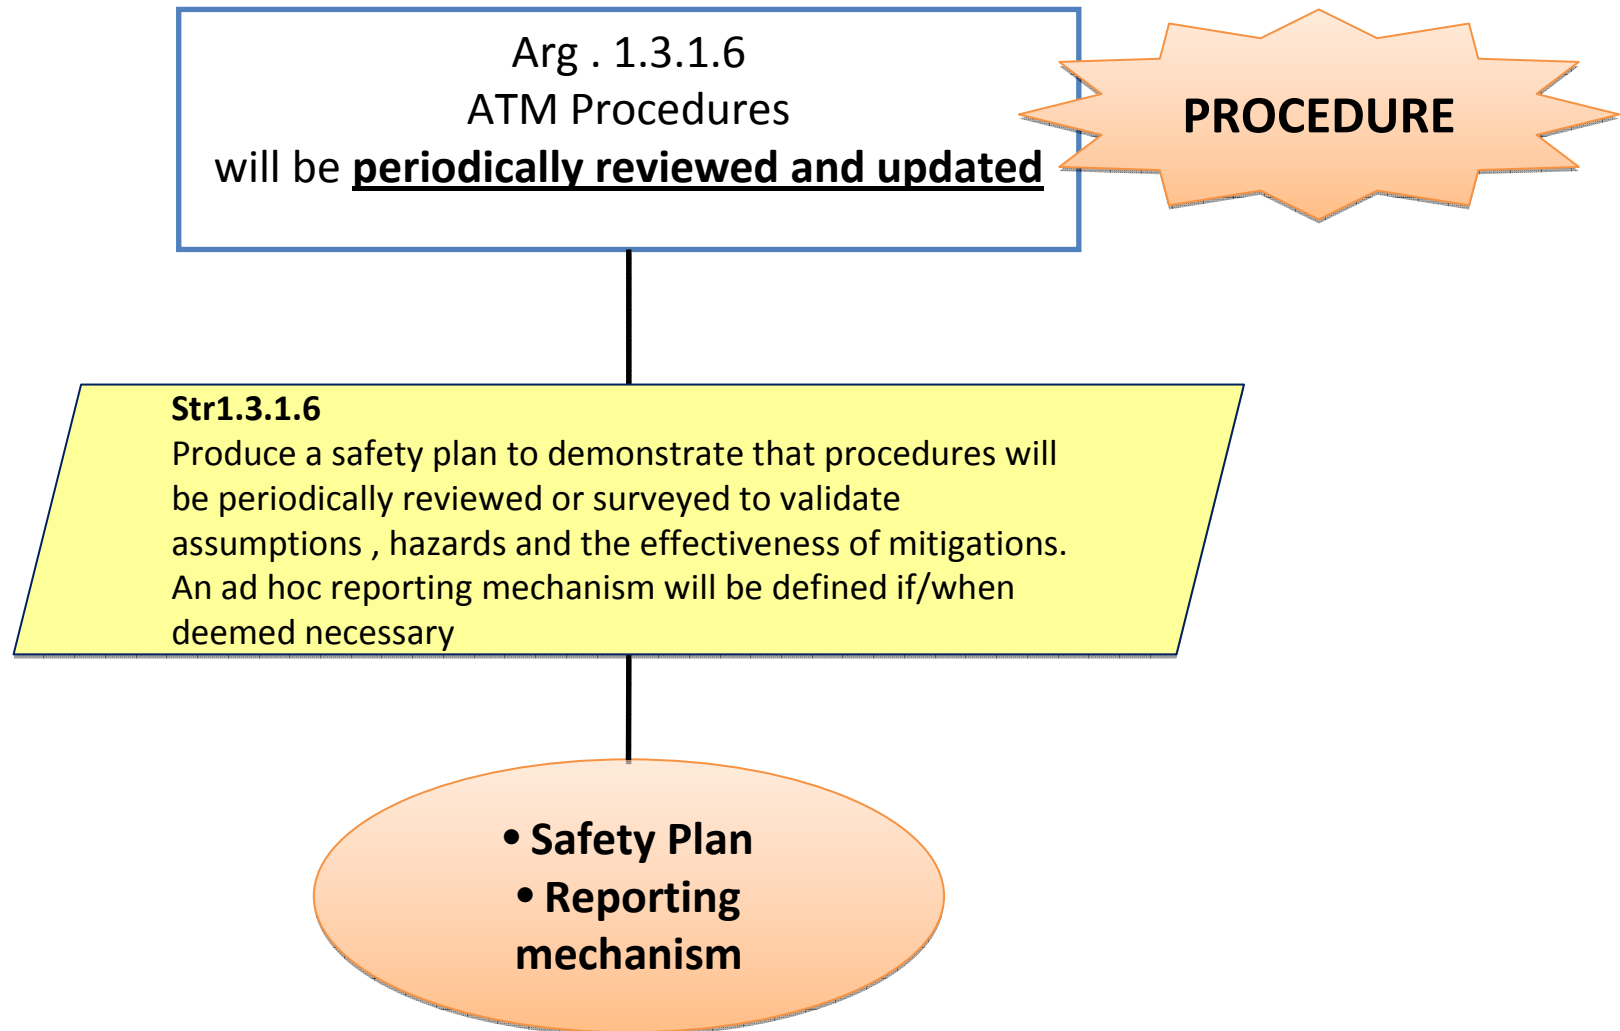 Arg . 1.3.1.6
ATM Procedures
will be periodically reviewed and updated
PROCEDURE
Str1.3.1.6
Produce a safety plan to demonstrate that procedures will
be periodically reviewed or surveyed to validate
assumptions , hazards and the effectiveness of mitigations.
An ad hoc reporting mechanism will be defined if/when
deemed necessary
• Safety Plan
• Reporting
mechanism